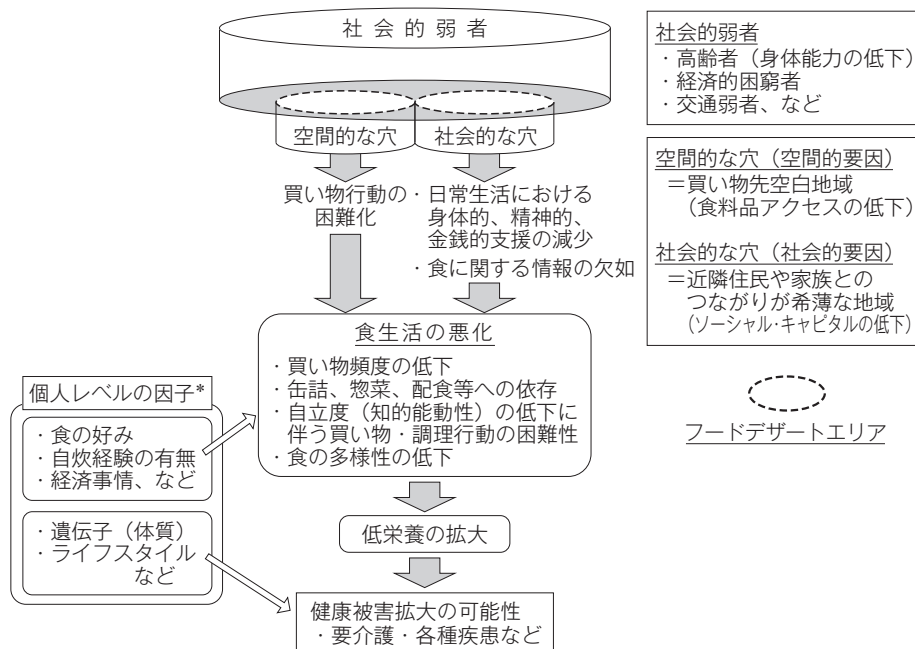 社会的弱者
空間的な穴
社会的な穴
買い物行動の
困難化
・日常生活における
身体的、精神的、
金銭的支援の減少
・食に関する情報の欠如
食生活の悪化
・買い物頻度の低下
・缶詰、惣菜、配食等への依存
・自立度（知的能動性）の低下に
伴う買い物・調理行動の困難性
・食の多様性の低下
個人レベルの因子*
・食の好み
・自炊経験の有無
・経済事情、など
・遺伝子（体質）
・ライフスタイル
など
低栄養の拡大
健康被害拡大の可能性
・要介護・各種疾患など
社会的弱者
・高齢者（身体能力の低下）
・経済的困窮者
・交通弱者、など
空間的な穴（空間的要因）
＝買い物先空白地域
（食料品アクセスの低下）
社会的な穴（社会的要因）
＝近隣住民や家族との
つながりが希薄な地域
（ソーシャル・キャピタルの低下）
フードデザートエリア